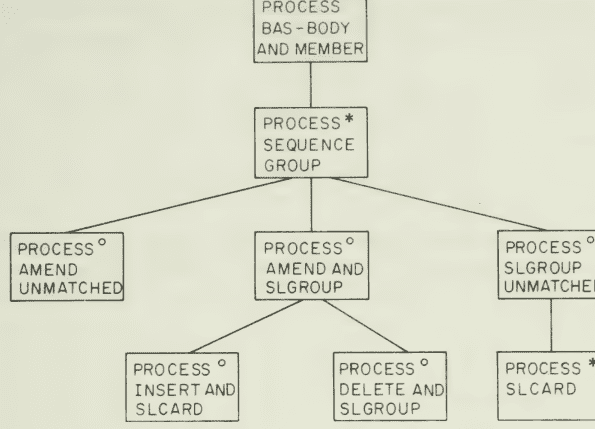 PROCESS
BAS-BODY
AND MEMBER
PROCESS*
SEQUENCE
GROUP
PROCESS°
AMEND
UNMATCHED
PROCESS°
AMEND AND
SLGROUP
PROCESS°
SLGROUP
UNMATCHED
PROCESS°
INSERT AND
SLCARD
PROCESS°
DELETE AND
SLGROUP
PROCESS*
SLCARD